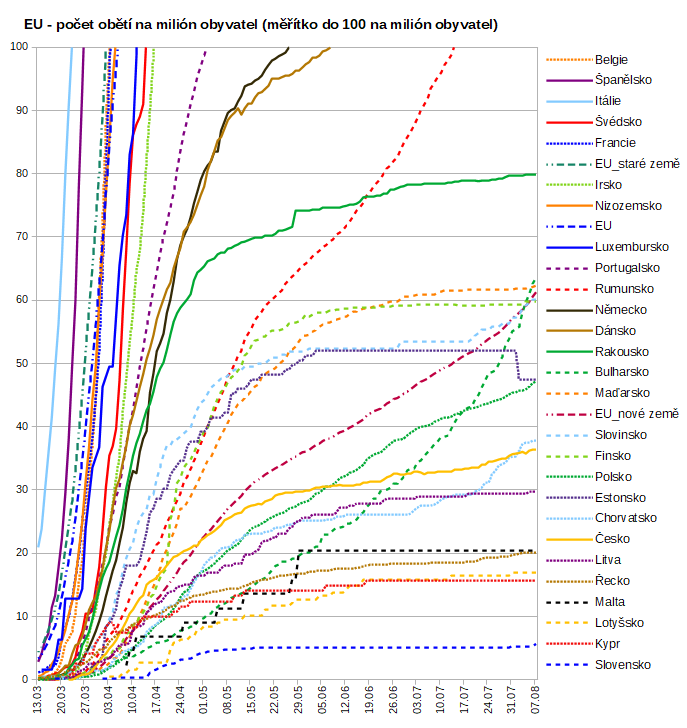 EU - počet obětí na milión obyvatel (měřítko do 100 na milión obyvatel)
100
90
80
70
60
50
40
30
20
10
0
13.03
20.03
27.03
03.04
10.04
17.04
24.04
01.05
08.05
15.05
22.05
29.05
05.06
12.06
19.06
26.06
03.07
10.07
17.07
24.07
31.07
07.08
Belgie
Španělsko
Itálie
Švédsko
Francie
EU_staré země
Irsko
Nizozemsko
EU
Luxembursko
Portugalsko
Rumunsko
Německo
Dánsko
Rakousko
Bulharsko
Maďarsko
EU_nové země
Slovinsko
Finsko
Polsko
Estonsko
Chorvatsko
Česko
Litva
Řecko
Malta
Lotyšsko
Kypr
Slovensko